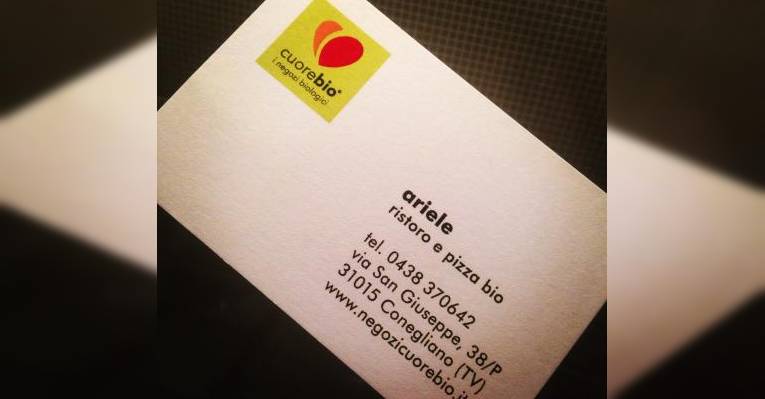 cuorebio®
i negozi biologici
ariele
ristoro e pizza bio
tel. 0438 370642
via San Giuseppe, 38/P
31015 Conegliano (TV)
www.negozicuorebio.it